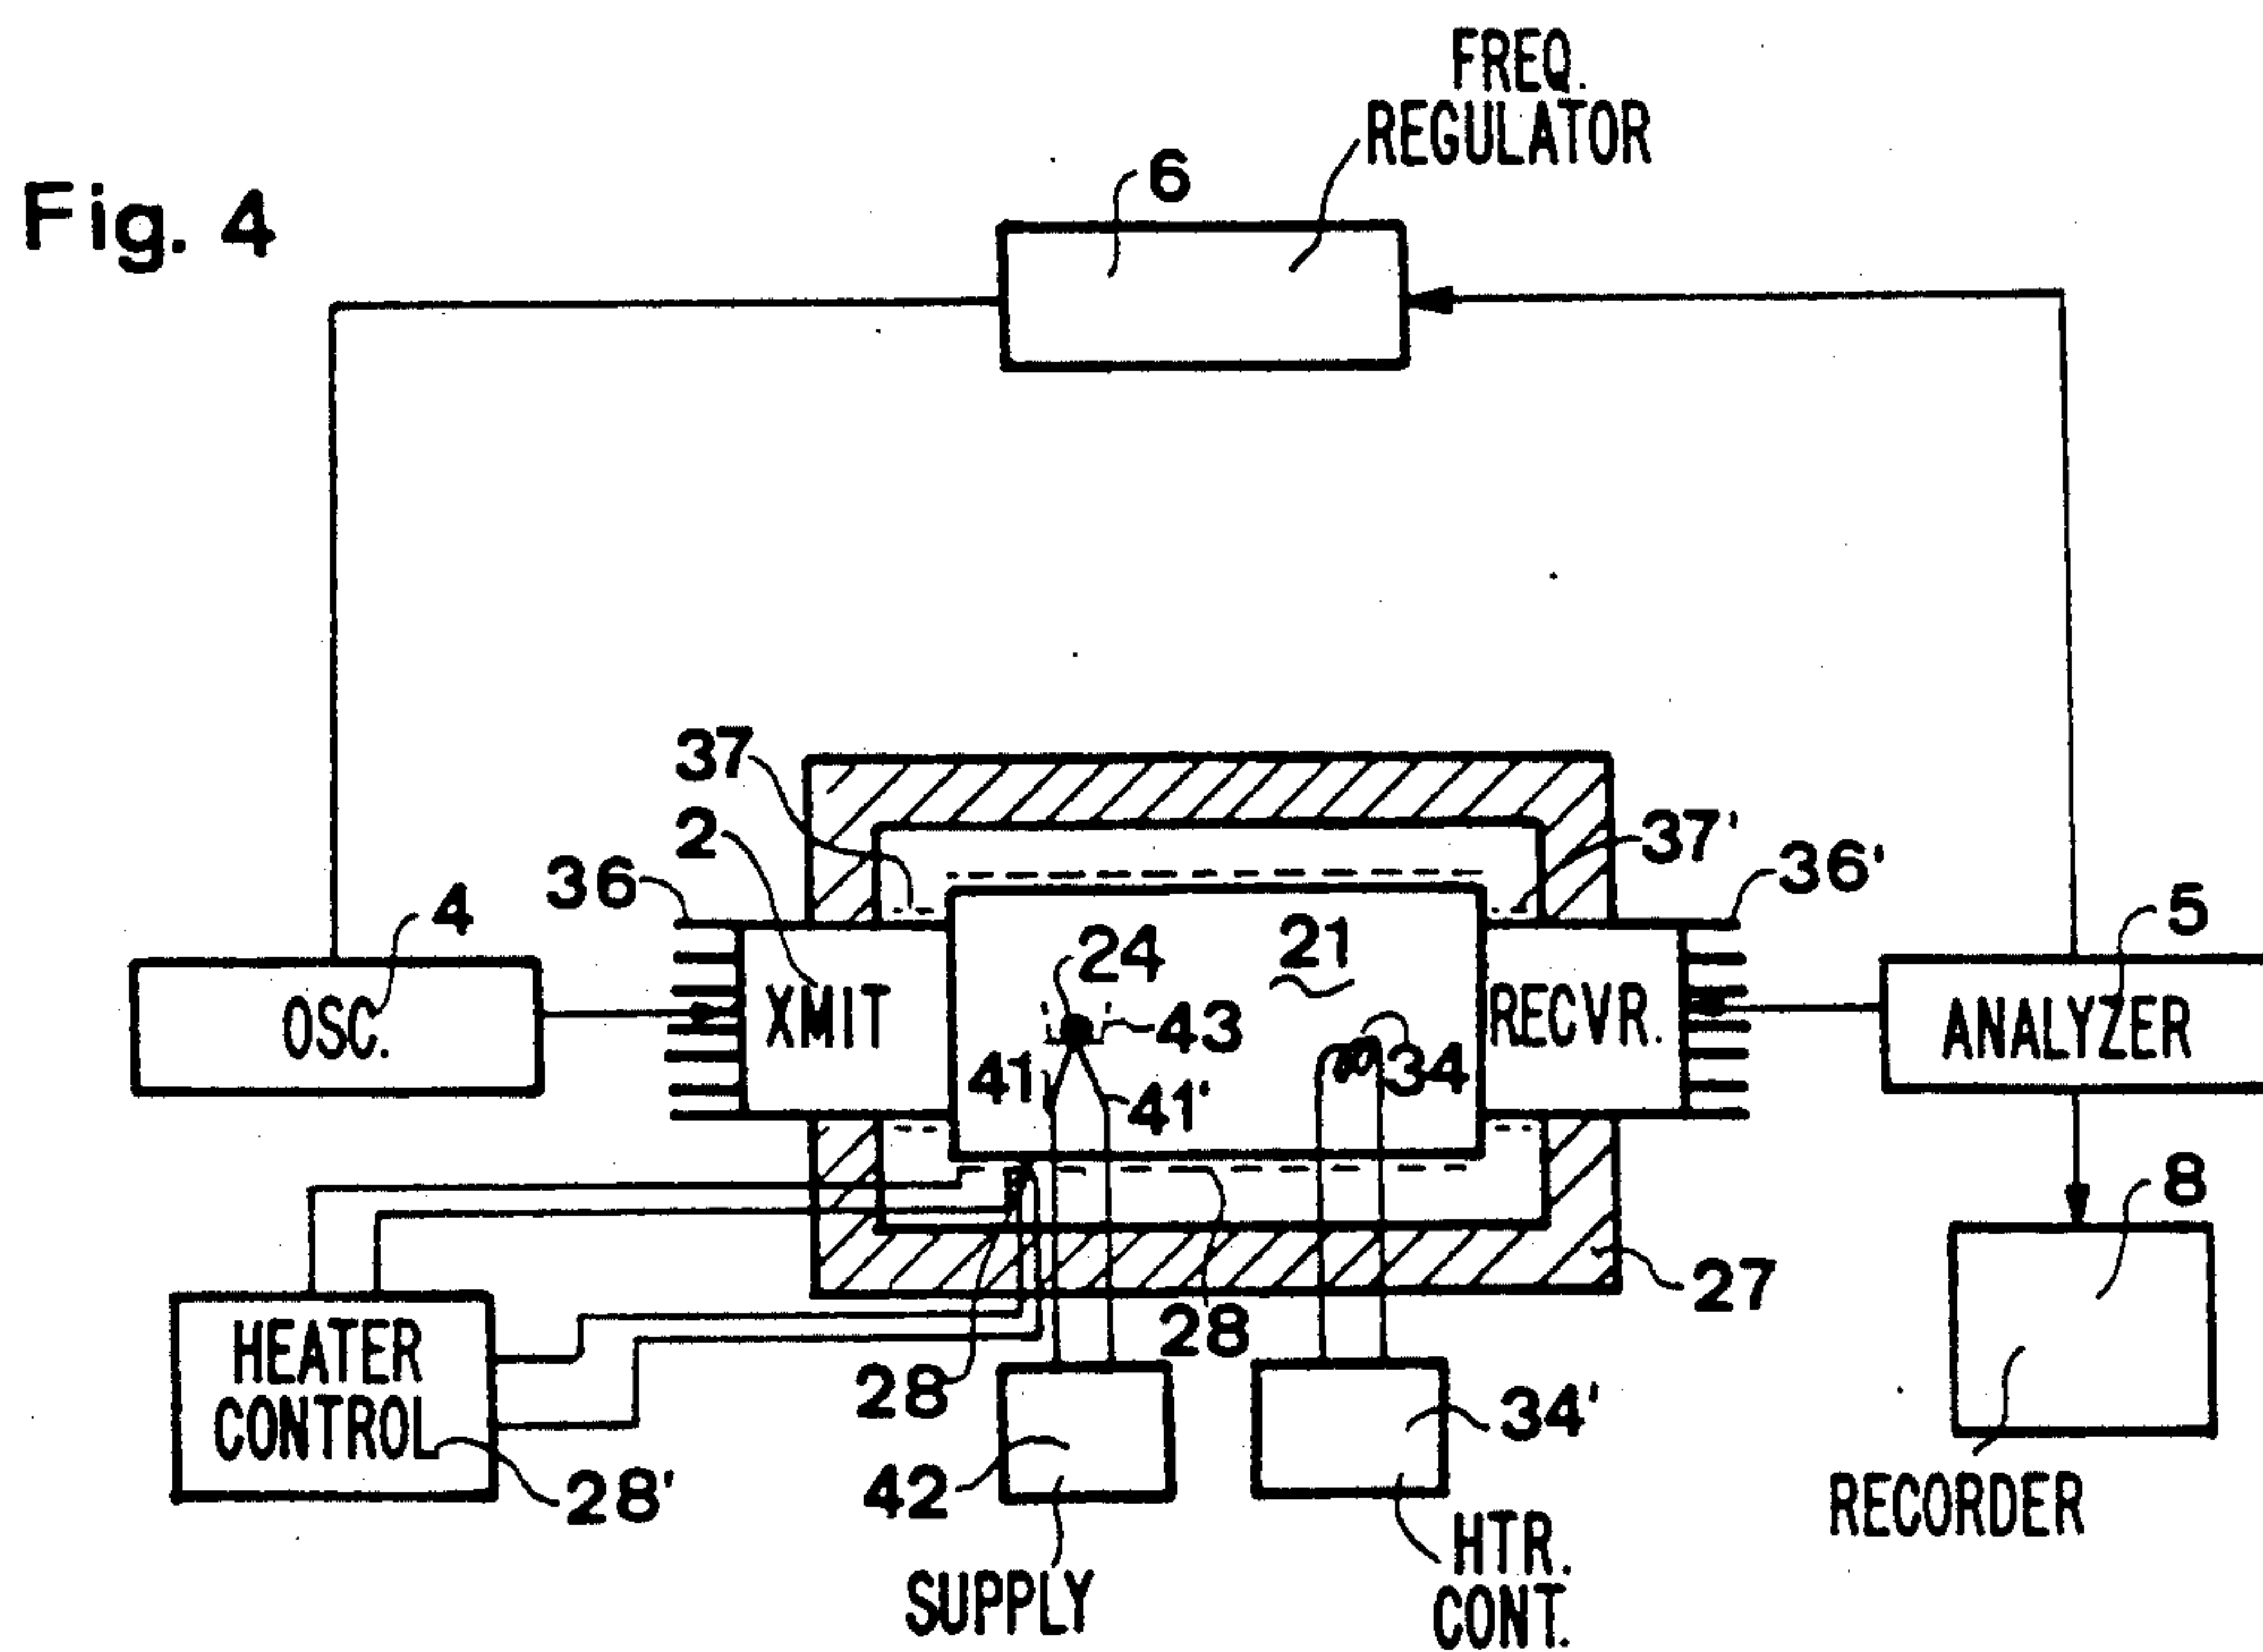 Fig. 4
FREQ.
REGULATOR
6
37
2
36
37'
36'
4
5
24
21
OSC.
XMIT
43
RECVR.
ANALYZER
41
41'
34
8
27
HEATER
CONTROL
28
28
28'
42
34'
RECORDER
SUPPLY
HTR.
CONT.